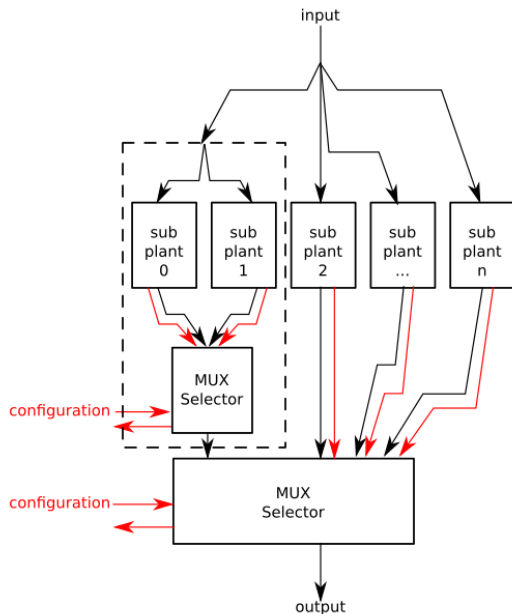 input
sub
plant
0
sub
plant
1
sub
plant
2
sub
plant
...
sub
plant
n
MUX
Selector
configuration
MUX
Selector
configuration
output